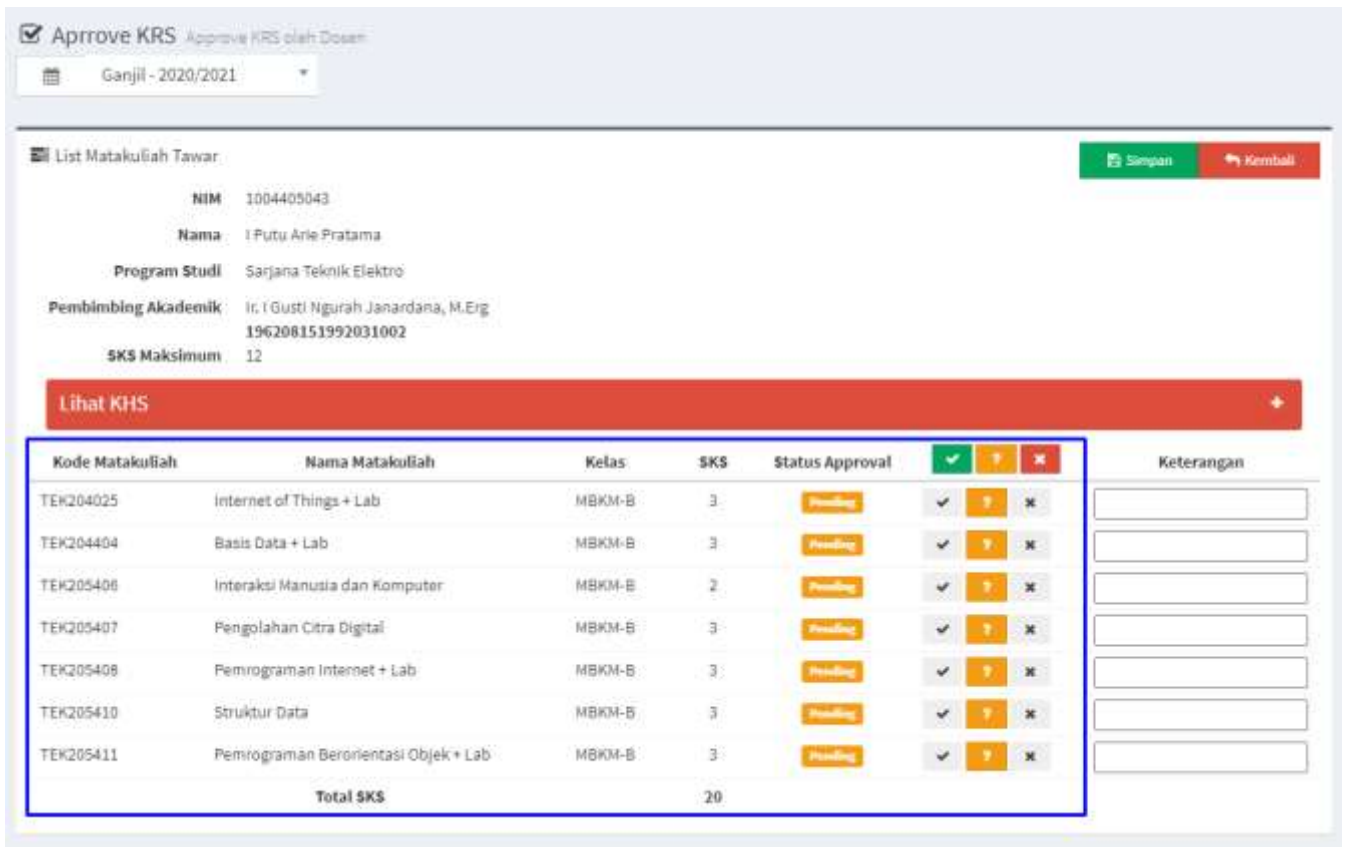 Aprrove KRS Approve KRS olah Dosen
Ganjil - 2020/2021
List Matakuliah Tawar
Simpan Kembali
NIM 1004405043
Nama I Putu Arie Pratama
Program Studi Sarjana Teknik Elektro
Pembimbing Akademik Ir. I Gusti Ngurah Janardana, M.Erg
196208151992031002
SKS Maksimum 12
Lihat KHS +
Kode Matakuliah Nama Matakuliah Kelas SKS Status Approval ✔ ? ✖ Keterangan
TEK204025 Internet of Things + Lab MBKM-B 3 Pending ✔ ? ✖
TEK204404 Basis Data + Lab MBKM-B 3 Pending ✔ ? ✖
TEK205406 Interaksi Manusia dan Komputer MBKM-B 2 Pending ✔ ? ✖
TEK205407 Pengolahan Citra Digital MBKM-B 3 Pending ✔ ? ✖
TEK205408 Pemrograman Internet + Lab MBKM-B 3 Pending ✔ ? ✖
TEK205410 Struktur Data MBKM-B 3 Pending ✔ ? ✖
TEK205411 Pemrograman Berorientasi Objek + Lab MBKM-B 3 Pending ✔ ? ✖
Total SKS 20